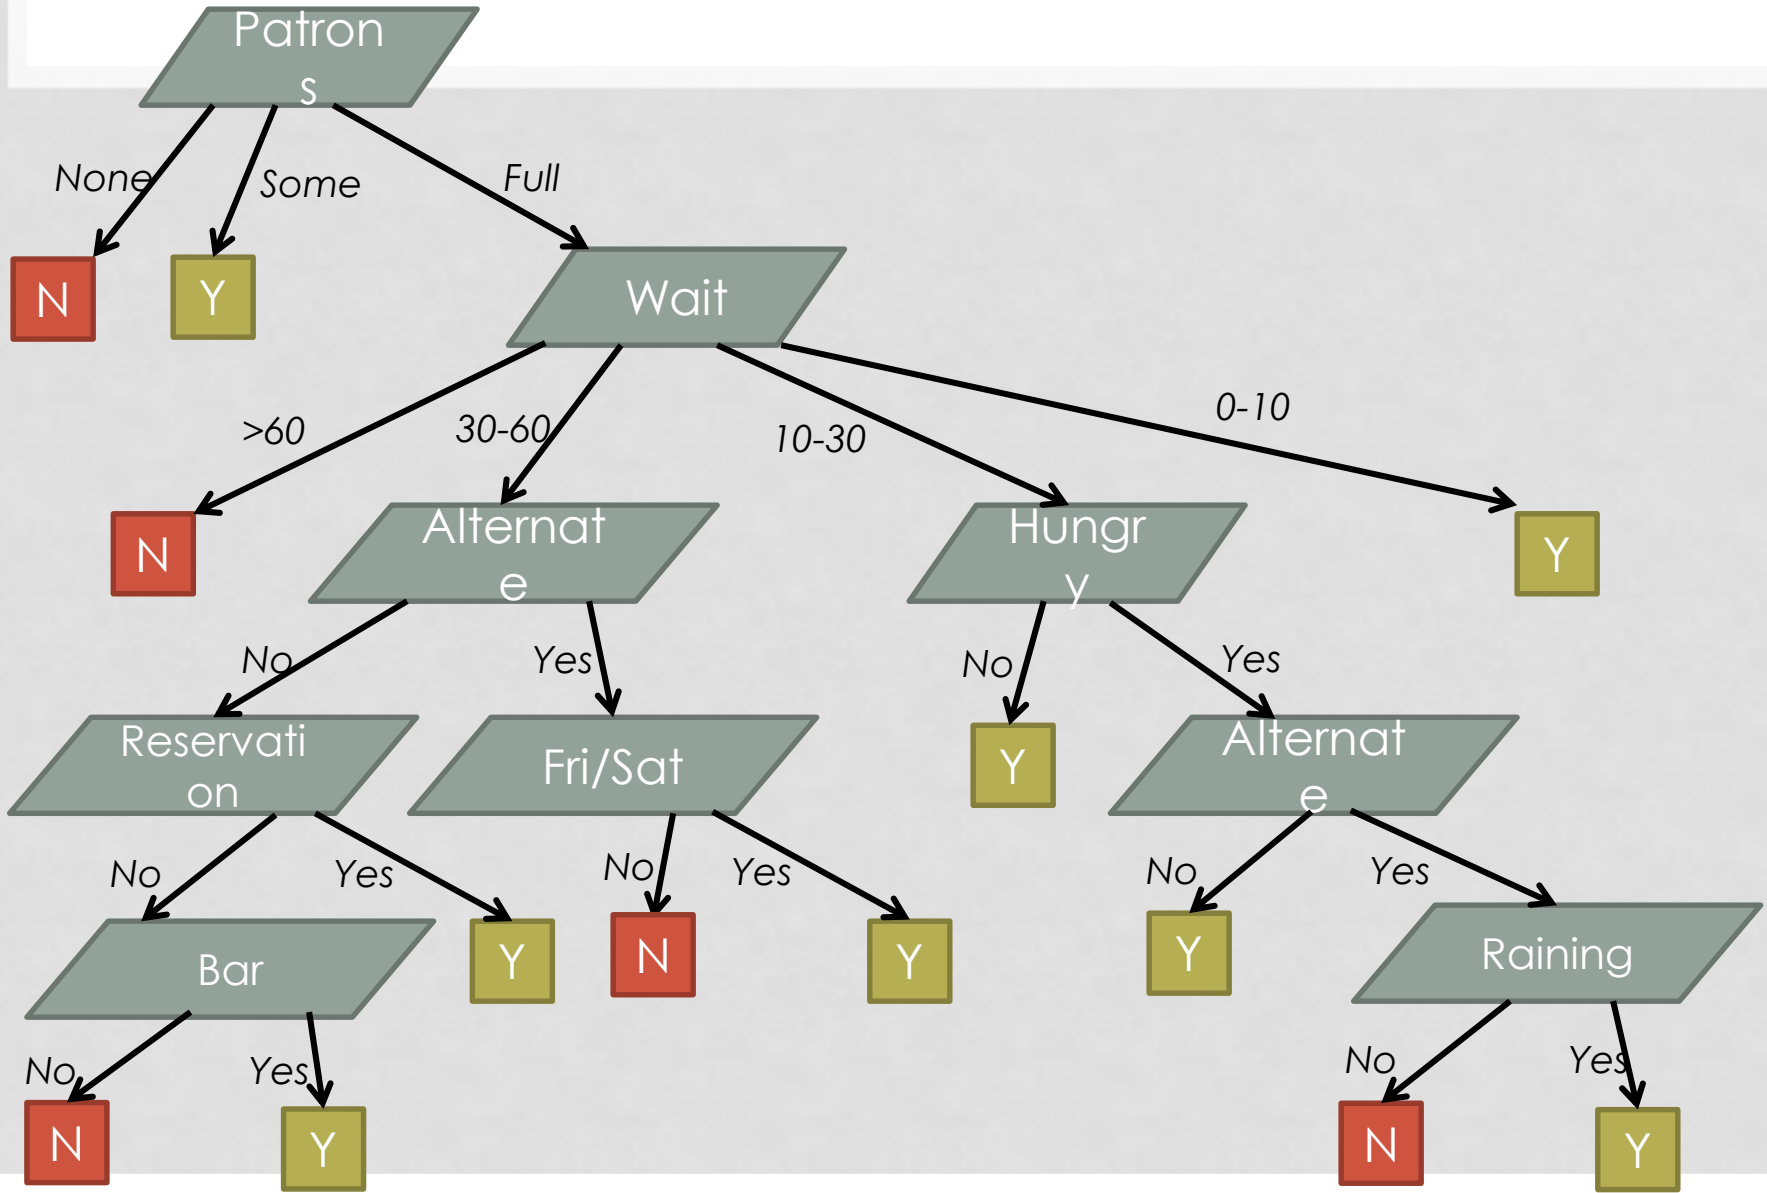 Patron
s
None
Some
Full
N
Y
Wait
>60
30-60
10-30
0-10
N
Alternat
e
Hungr
y
Y
No
Yes
No
Yes
Reservati
on
Fri/Sat
Y
Alternat
e
No
Yes
No
Yes
No
Yes
Bar
Y
N
Y
Y
Raining
No
Yes
No
Yes
N
Y
N
Y